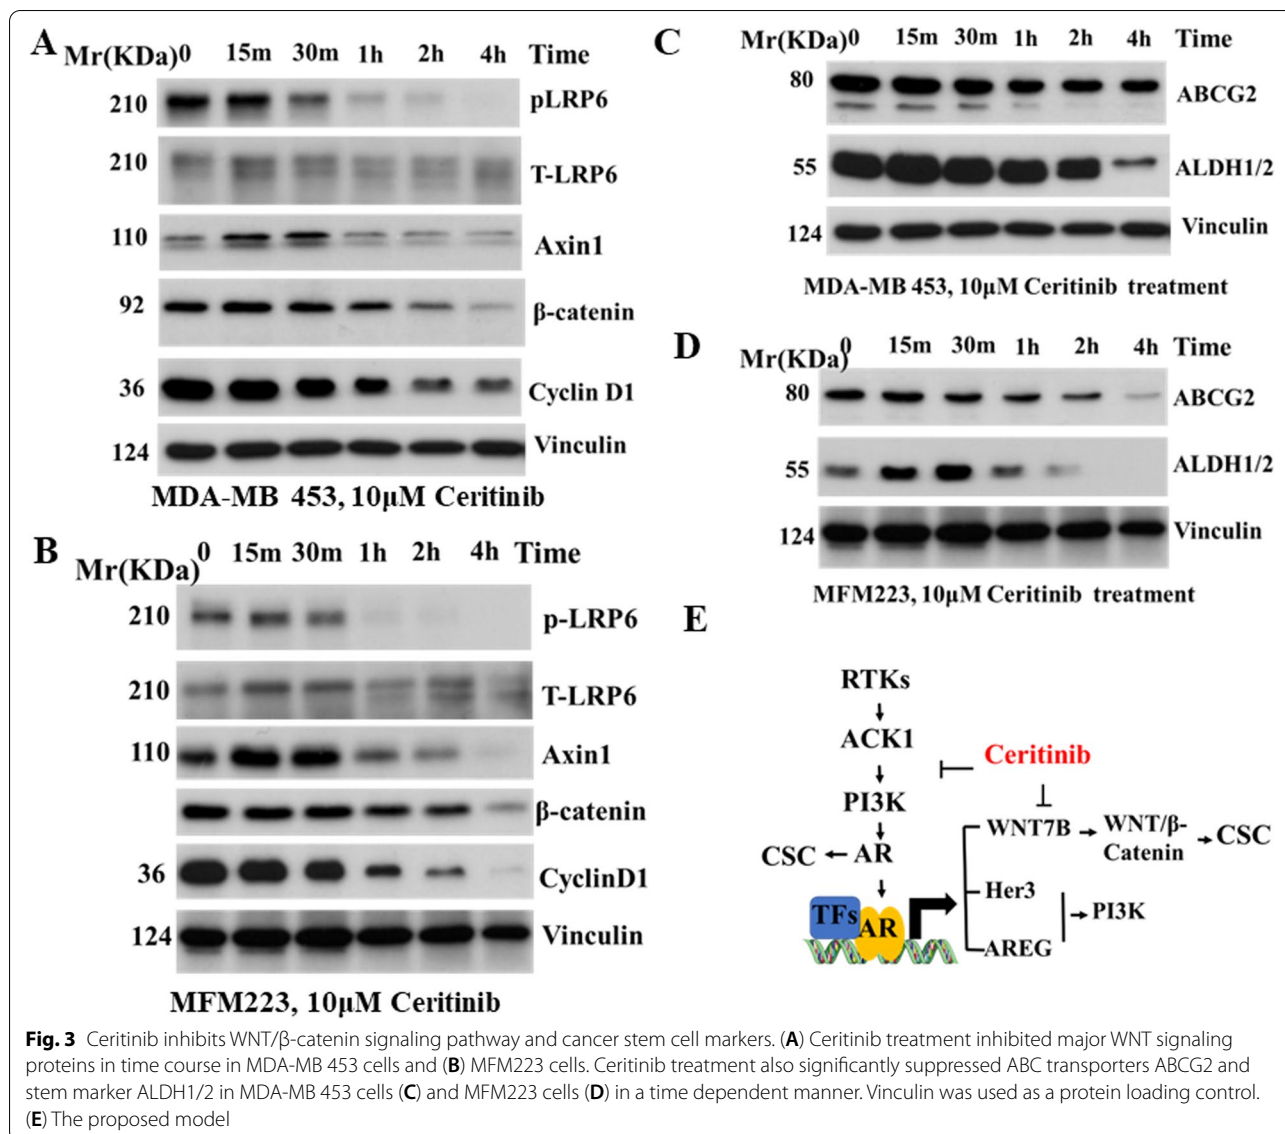 A
Mr(KDa) 0 15m 30m 1h 2h 4h Time
210 pLRP6
210 T-LRP6
110 Axin1
92 β-catenin
36 Cyclin D1
124 Vinculin
MDA-MB 453, 10μM Ceritinib
B
Mr(KDa) 0 15m 30m 1h 2h 4h Time
210 p-LRP6
210 T-LRP6
110 Axin1
β-catenin
36 CyclinD1
124 Vinculin
MFM223, 10μM Ceritinib
C
Mr(KDa) 0 15m 30m 1h 2h 4h Time
80 ABCG2
55 ALDH1/2
124 Vinculin
MDA-MB 453, 10μM Ceritinib treatment
D
Mr(KDa) 0 15m 30m 1h 2h 4h Time
80 ABCG2
55 ALDH1/2
124 Vinculin
MFM223, 10μM Ceritinib treatment
E
RTKs
ACK1
Ceritinib
PI3K
WNT7B WNT/β-
Catenin CSC
CSC AR
Her3
TFs AR
PI3K
AREG
Fig. 3 Ceritinib inhibits WNT/β-catenin signaling pathway and cancer stem cell markers. (A) Ceritinib treatment inhibited major WNT signaling
proteins in time course in MDA-MB 453 cells and (B) MFM223 cells. Ceritinib treatment also significantly suppressed ABC transporters ABCG2 and
stem marker ALDH1/2 in MDA-MB 453 cells (C) and MFM223 cells (D) in a time dependent manner. Vinculin was used as a protein loading control.
(E) The proposed model